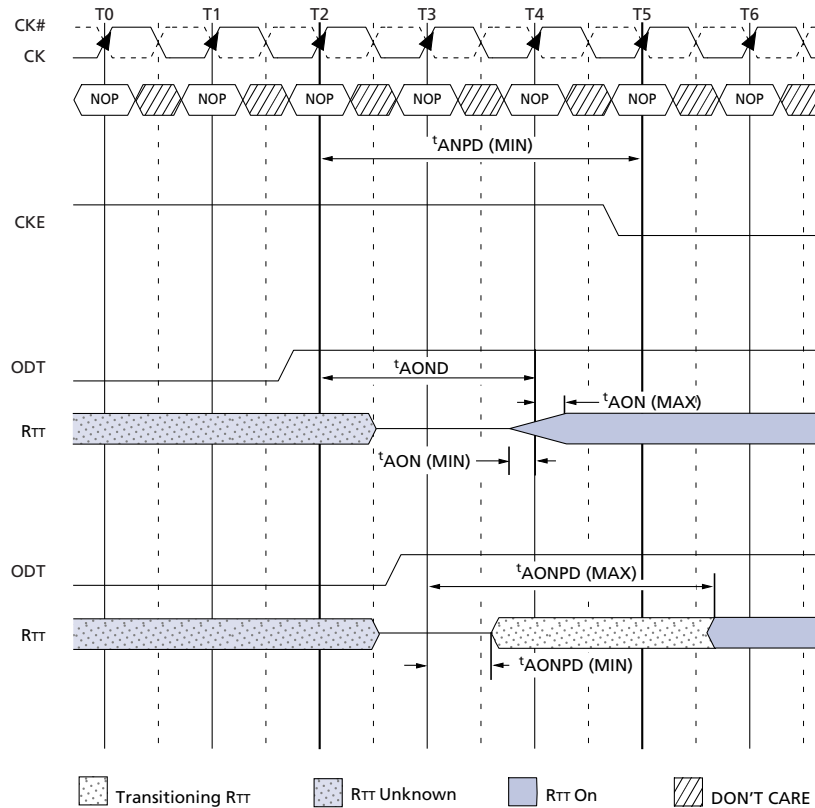 T0 T1 T2 T3 T4 T5 T6
CK#
CK
NOP NOP NOP NOP NOP NOP NOP
tANPD (MIN)
CKE
ODT
tAOND
tAON (MAX)
RTT
tAON (MIN)
ODT
tAONPD (MAX)
RTT
tAONPD (MIN)
Transitioning RTT
RTT Unknown
RTT On
DON'T CARE